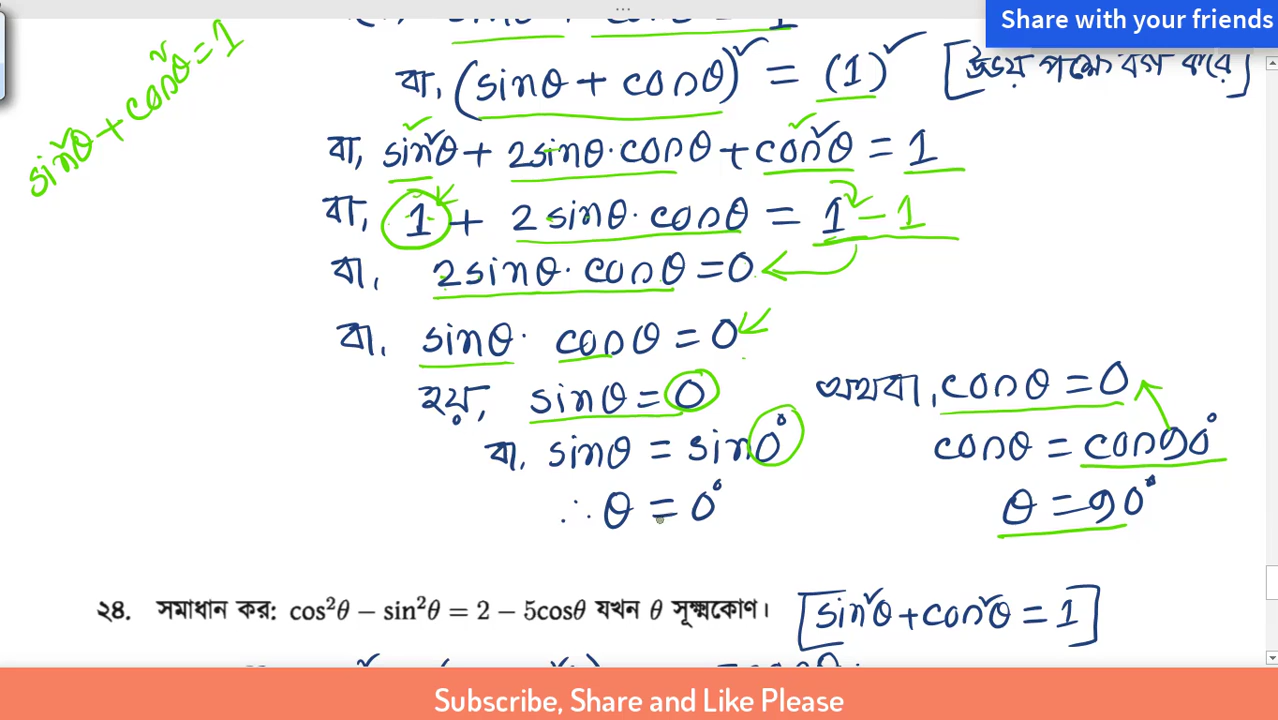 Share with your friends
sin²θ + cos²θ = 1
বা, (sinθ + cosθ)² = (1)² [উভয় পক্ষে বর্গ করে]
বা, sin²θ + 2sinθ·cosθ + cos²θ = 1
বা, 1 + 2sinθ·cosθ = 1 - 1
বা, 2sinθ·cosθ = 0
বা, sinθ· cosθ = 0
হয়, sinθ = 0 অথবা, cosθ = 0
বা, sinθ = sin0° cosθ = cos90°
∴ θ = 0° θ = 90°
২৪. সমাধান কর: cos²θ − sin²θ = 2 − 5cosθ যখন θ সূক্ষ্মকোণ। [sin²θ + cos²θ = 1]
Subscribe, Share and Like Please